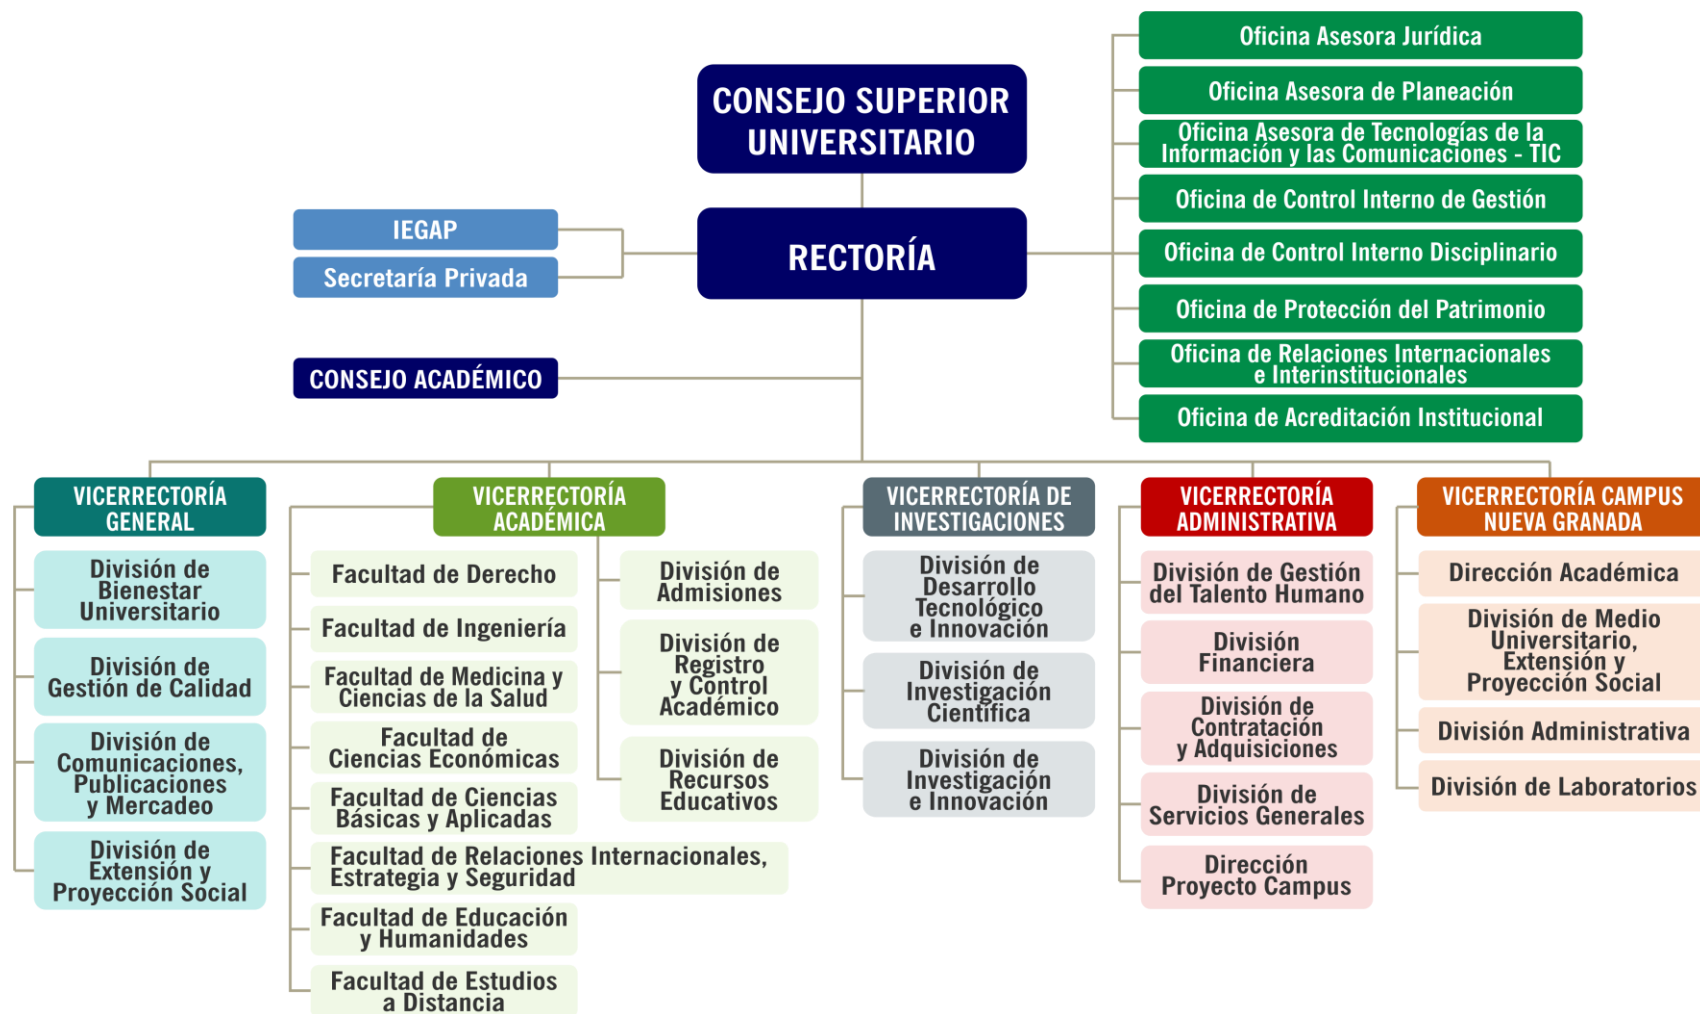 CONSEJO SUPERIOR
UNIVERSITARIO
RECTORÍA
IEGAP
Secretaría Privada
CONSEJO ACADÉMICO
Oficina Asesora Jurídica
Oficina Asesora de Planeación
Oficina Asesora de Tecnologías de la
Información y las Comunicaciones - TIC
Oficina de Control Interno de Gestión
Oficina de Control Interno Disciplinario
Oficina de Protección del Patrimonio
Oficina de Relaciones Internacionales
e Interinstitucionales
Oficina de Acreditación Institucional
VICERRECTORÍA
GENERAL
División de
Bienestar
Universitario
División de
Gestión de Calidad
División de
Comunicaciones,
Publicaciones
y Mercadeo
División de
Extensión y
Proyección Social
VICERRECTORÍA
ACADÉMICA
Facultad de Derecho
Facultad de Ingeniería
Facultad de Medicina y
Ciencias de la Salud
Facultad de
Ciencias Económicas
Facultad de Ciencias
Básicas y Aplicadas
Facultad de Relaciones Internacionales,
Estrategia y Seguridad
Facultad de Educación
y Humanidades
Facultad de Estudios
a Distancia
División de
Admisiones
División de
Registro
y Control
Académico
División de
Recursos
Educativos
VICERRECTORÍA DE
INVESTIGACIONES
División de
Desarrollo
Tecnológico
e Innovación
División de
Investigación
Científica
División de
Investigación
e Innovación
VICERRECTORÍA
ADMINISTRATIVA
División de Gestión
del Talento Humano
División
Financiera
División de
Contratación
y Adquisiciones
División de
Servicios Generales
Dirección
Proyecto Campus
VICERRECTORÍA CAMPUS
NUEVA GRANADA
Dirección Académica
División de Medio
Universitario,
Extensión y
Proyección Social
División Administrativa
División de Laboratorios